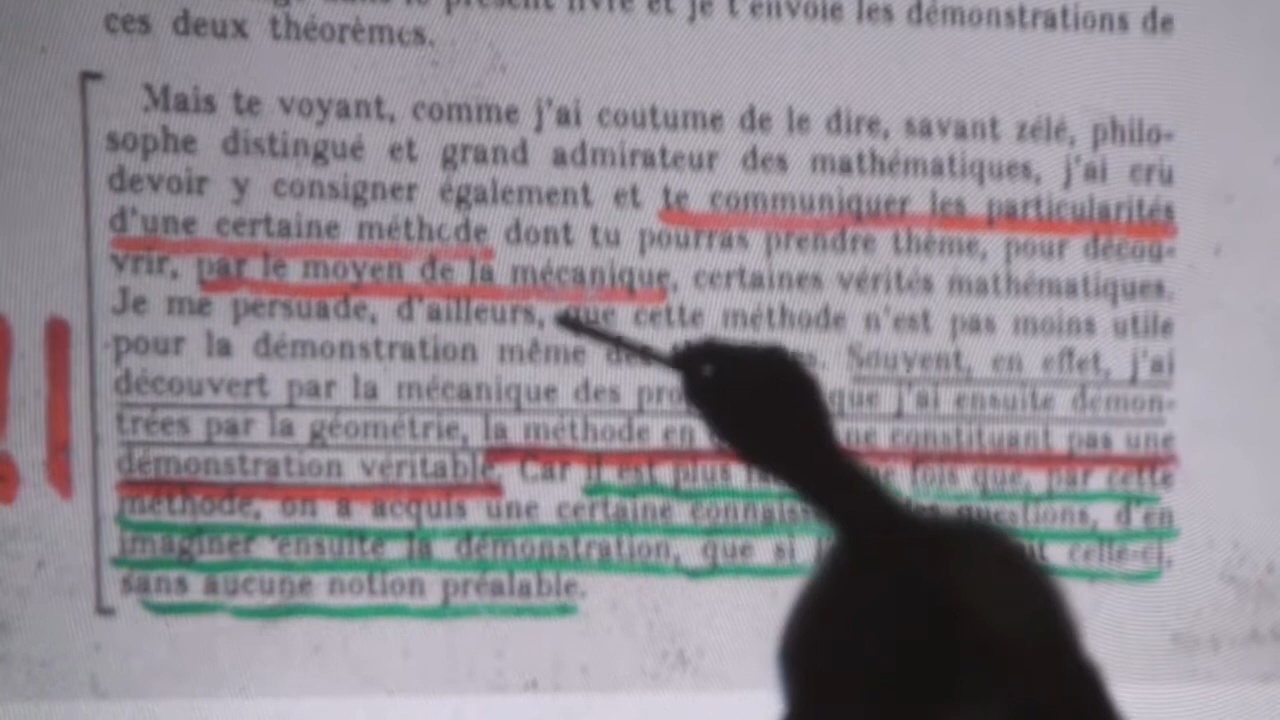 présent livre et je t'envoie les démonstrations de
ces deux théorèmes.
Mais te voyant, comme j'ai coutume de le dire, savant zélé, philo-
sophe distingué et grand admirateur des mathématiques, j'ai cru
devoir y consigner également et te communiquer les particularités
d'une certaine méthode dont tu pourras prendre thème, pour décou-
vrir, par le moyen de la mécanique, certaines vérités mathématiques.
Je me persuade, d'ailleurs, que cette méthode n'est pas moins utile
pour la démonstration même Souvent, en effet, j'ai
découvert par la mécanique des que j'ai ensuite démon-
trées par la géométrie, la méthode en constituant pas une
démonstration véritable. Car il est plus fois que, par cette
méthode, on a acquis une certaine questions, d'en
imaginer ensuite la démonstration, que si celle-ci,
sans aucune notion préalable.